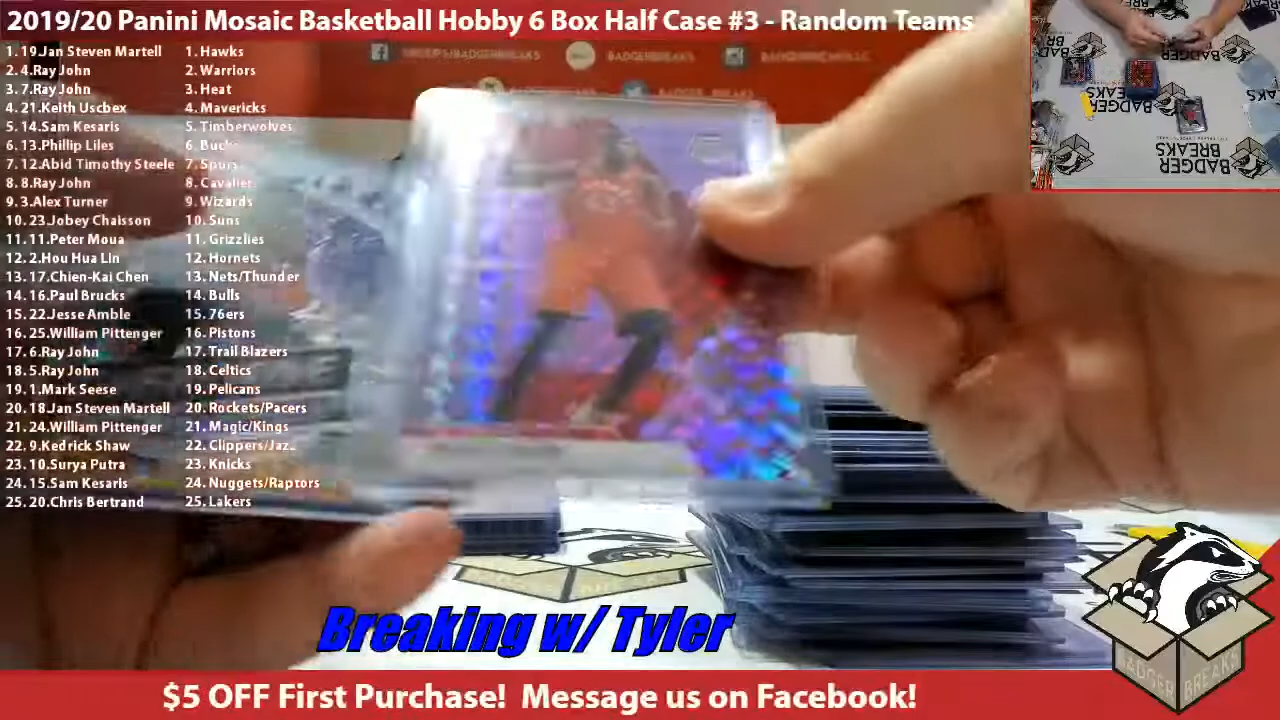 2019/20 Panini Mosaic Basketball Hobby 6 Box Half Case #3 - Random Teams
1. 19.Jan Steven Martell 1. Hawks
2. 4.Ray John 2. Warriors
3. 7.Ray John 3. Heat
4. 21.Keith Uscbex 4. Mavericks
5. 14.Sam Kesaris 5. Timberwolves
6. 13.Phillip Liles 6. Bucks
7. 12.Abid Timothy Steele 7. Spurs
8. 8.Ray John 8. Cavalier
9. 3.Alex Turner 9. Wizards
10. 23.Jobey Chaisson 10. Suns
11. 11.Peter Moua 11. Grizzlies
12. 2.Hou Hua Lin 12. Hornets
13. 17.Chien-Kai Chen 13. Nets/Thunder
14. 16.Paul Brucks 14. Bulls
15. 22.Jesse Amble 15. 76ers
16. 25.William Pittenger 16. Pistons
17. 6.Ray John 17. Trail Blazers
18. 5.Ray John 18. Celtics
19. 1.Mark Seese 19. Pelicans
20. 18.Jan Steven Martell 20. Rockets/Pacers
21. 24.William Pittenger 21. Magic/Kings
22. 9.Kedrick Shaw 22. Clippers/Jaz
23. 10.Surya Putra 23. Knicks
24. 15.Sam Kesaris 24. Nuggets/Raptors
25. 20.Chris Bertrand 25. Lakers
BADGERBREAKS
BADGER BREAKS
Breaking w/ Tyler
BADGER BREAKS
$5 OFF First Purchase! Message us on Facebook!